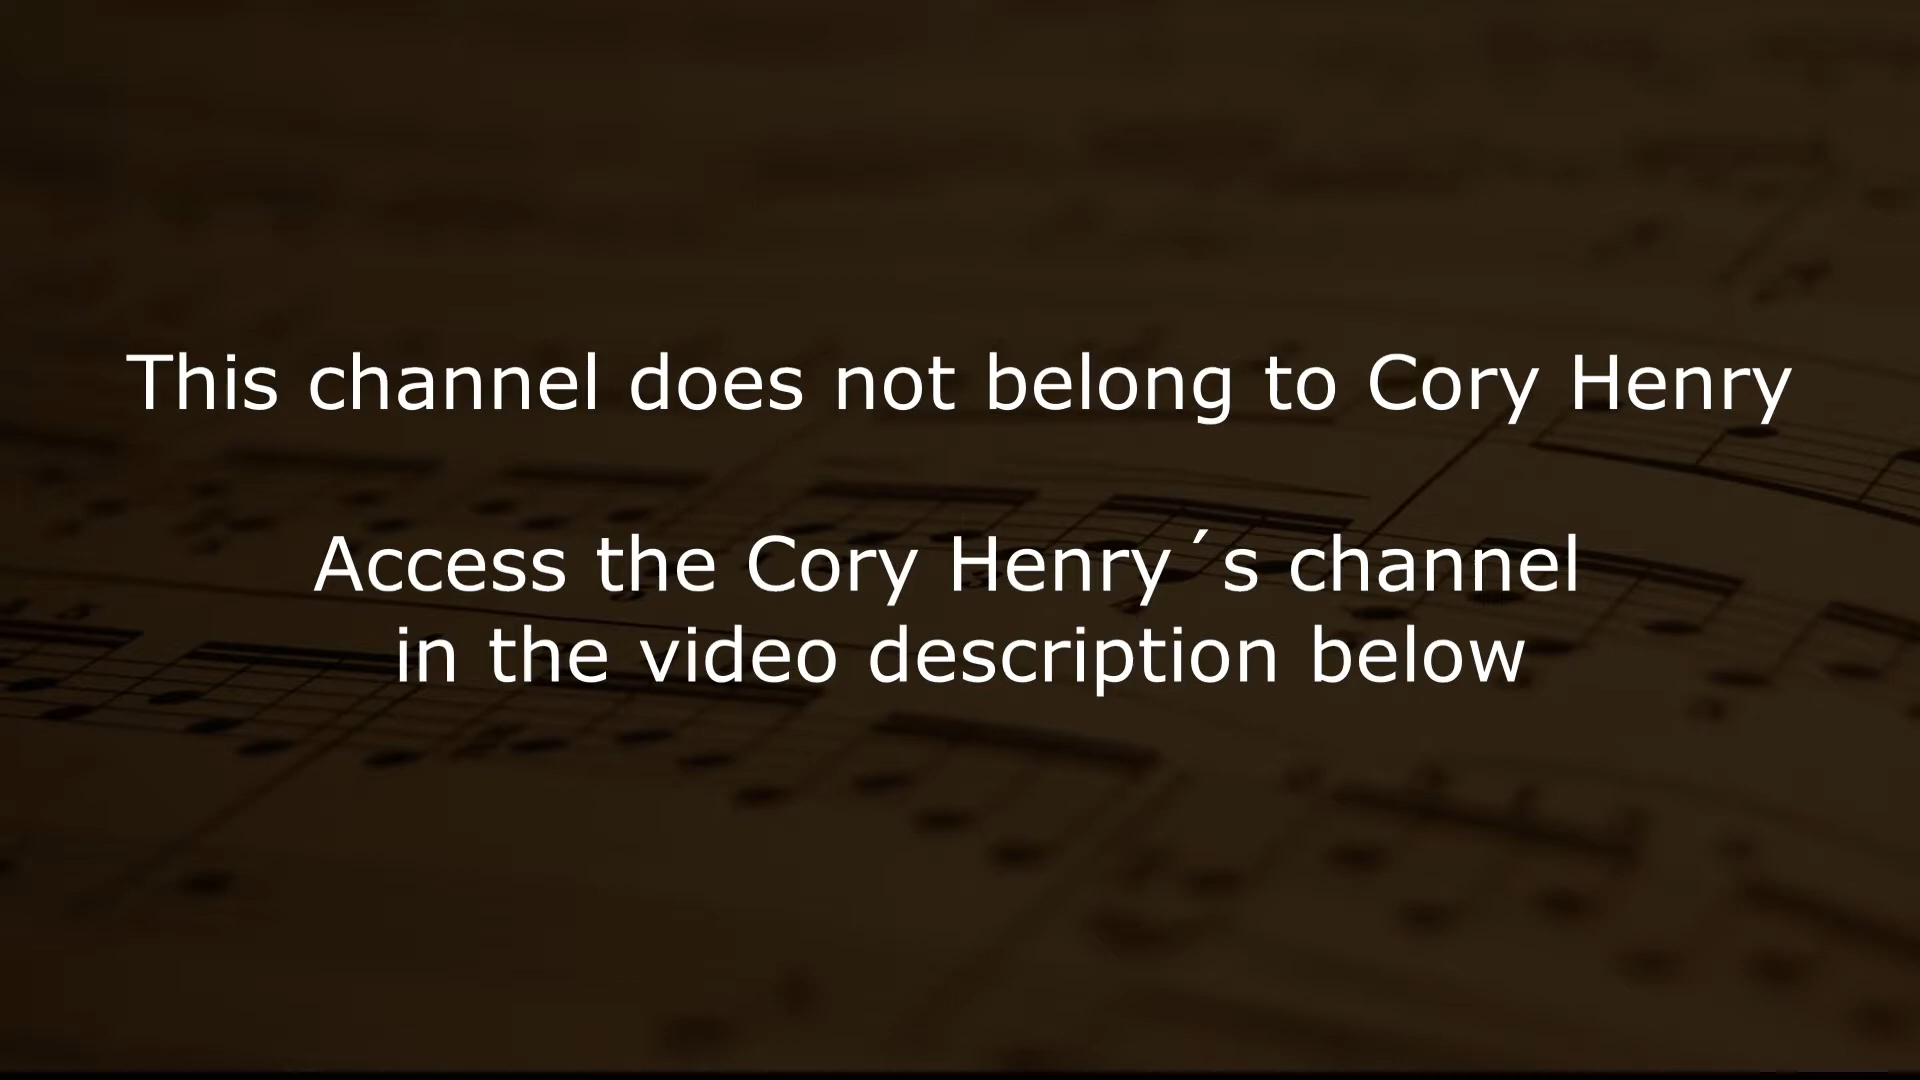 This channel does not belong to Cory Henry
Access the Cory Henry´s channel
in the video description below